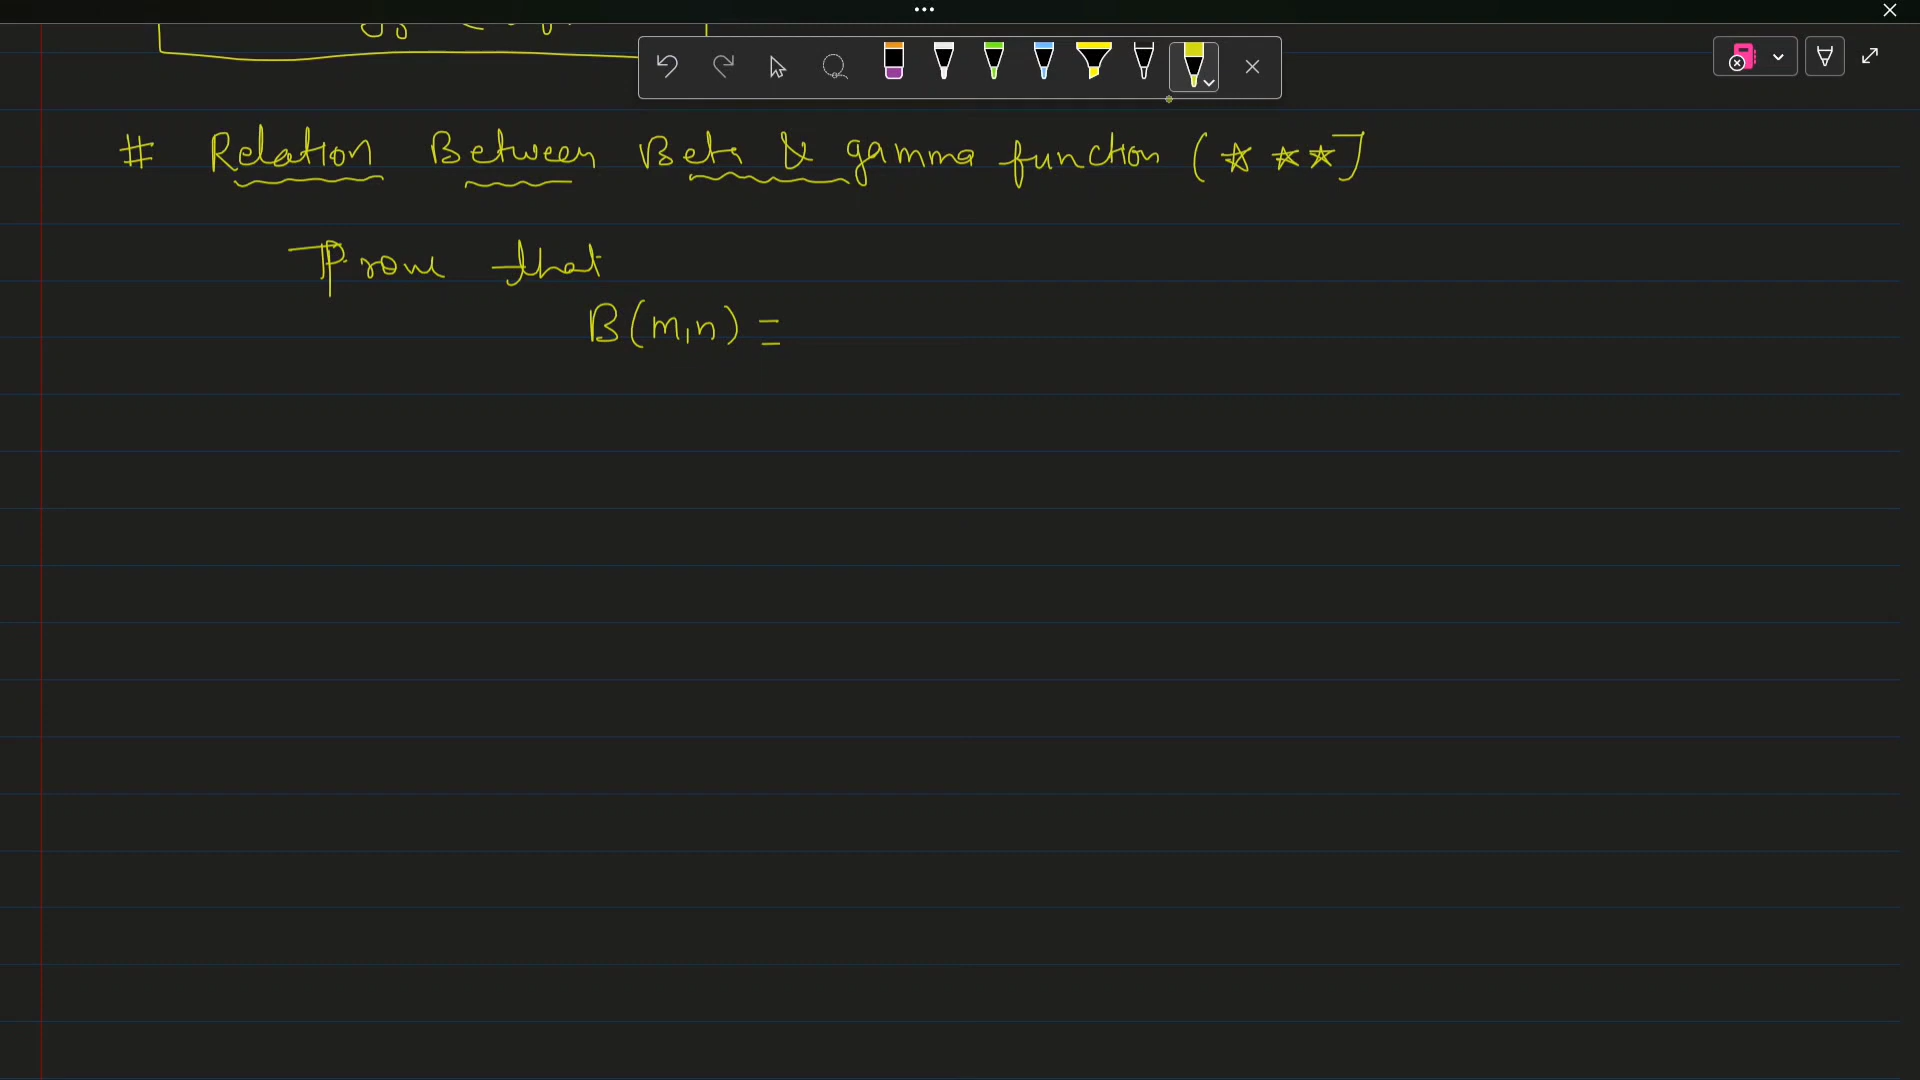 # Relation Between Beta & gamma function (☆ ☆☆)
Prove that
B(m,n) =